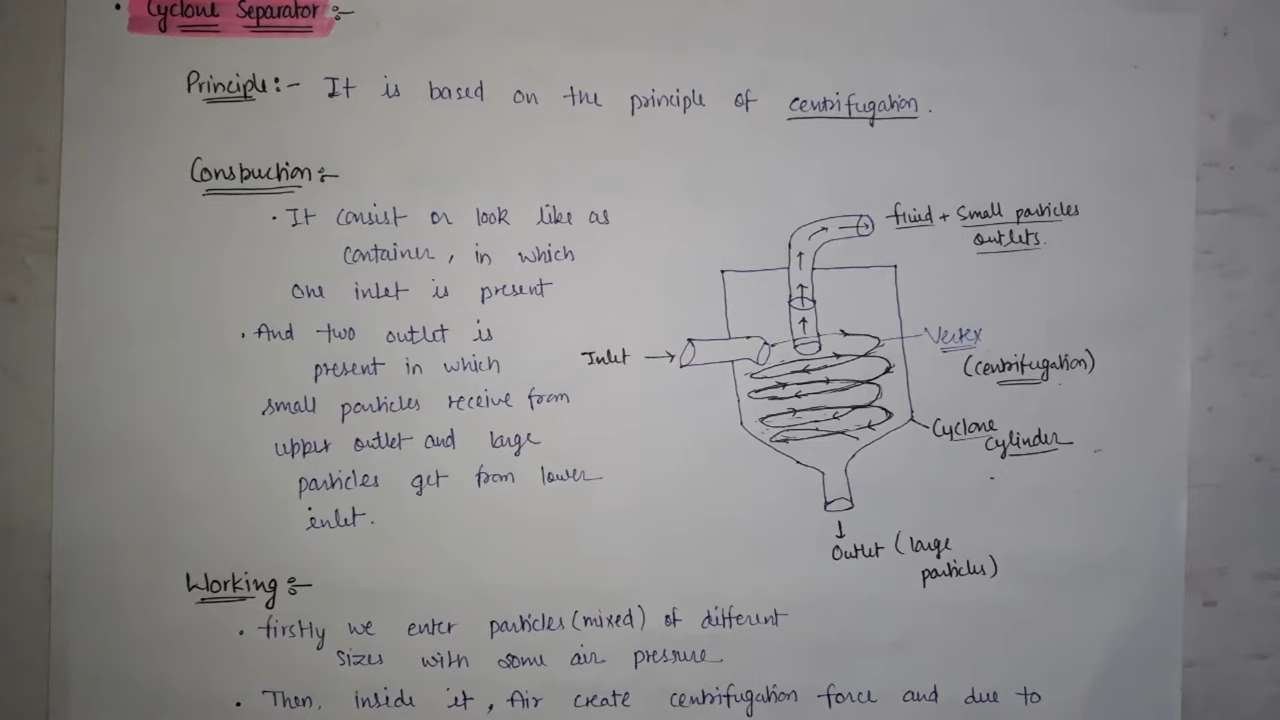 • Cyclone Separator :-
Principle :- It is based on the principle of centrifugation.
Constuction :-
• It consist or look like as
container, in which
one inlet is present
• And two outlet is
present in which
small particles receive from
upper outlet and large
particles get from lower
enlet.
fluid + Small particles
outlets.
Inlet →
Vertex
(centrifugation)
Cyclone
cylinder
↓
Outlet (large
particles)
Working :-
• firstly we enter particles (mixed) of different
sizes with some air pressure
• Then, inside it, Air create centrifugation force and due to